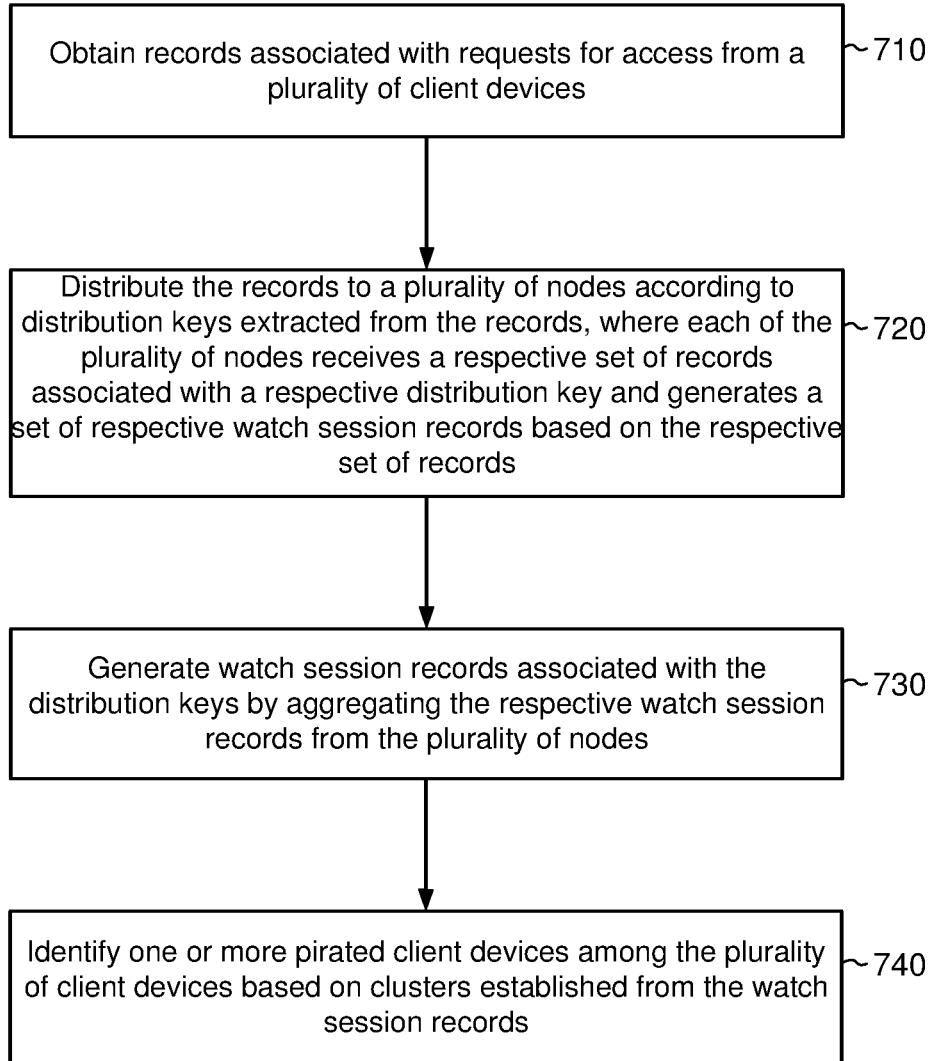 Obtain records associated with requests for access from a
plurality of client devices
~ 710
Distribute the records to a plurality of nodes according to
distribution keys extracted from the records, where each of the
plurality of nodes receives a respective set of records
associated with a respective distribution key and generates a
set of respective watch session records based on the respective
set of records
~ 720
Generate watch session records associated with the
distribution keys by aggregating the respective watch session
records from the plurality of nodes
~ 730
Identify one or more pirated client devices among the plurality
of client devices based on clusters established from the watch
session records
~ 740